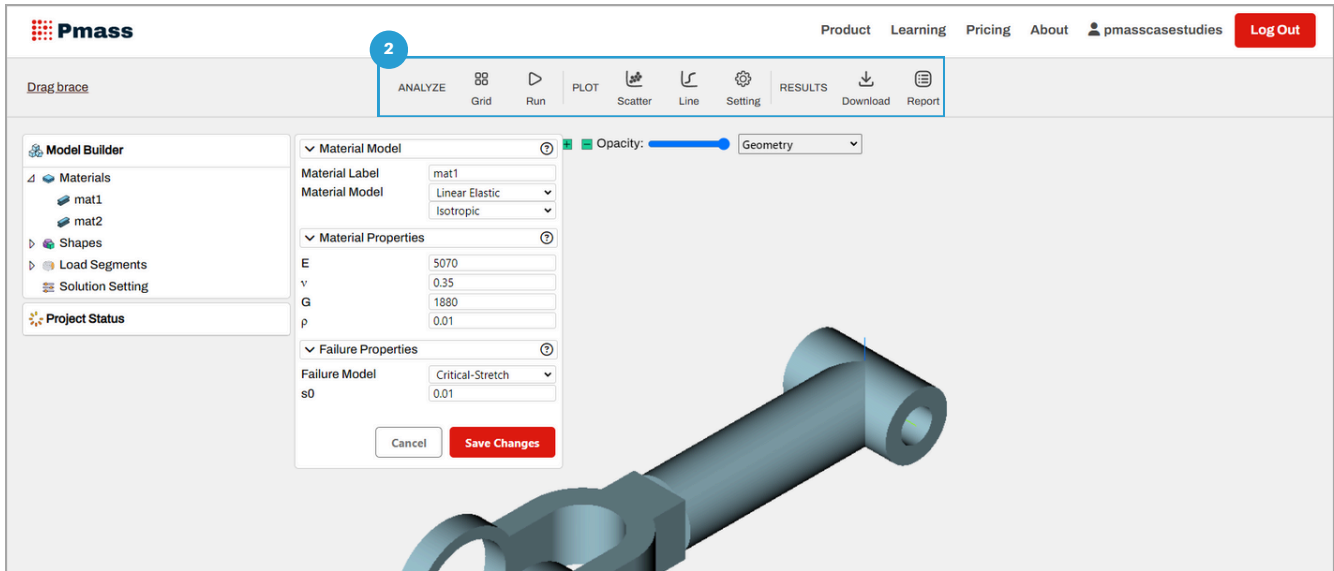 Pmass
Product Learning Pricing About pmasscasestudies Log Out
2
Drag brace
ANALYZE Grid Run PLOT Scatter Line Setting RESULTS Download Report
Model Builder
Materials
mat1
mat2
Shapes
Load Segments
Solution Setting
Project Status
Material Model ?
Material Label mat1
Material Model Linear Elastic
Isotropic
Material Properties ?
E 5070
ν 0.35
G 1880
ρ 0.01
Failure Properties ?
Failure Model Critical-Stretch
s0 0.01
Cancel Save Changes
+ − Opacity: Geometry